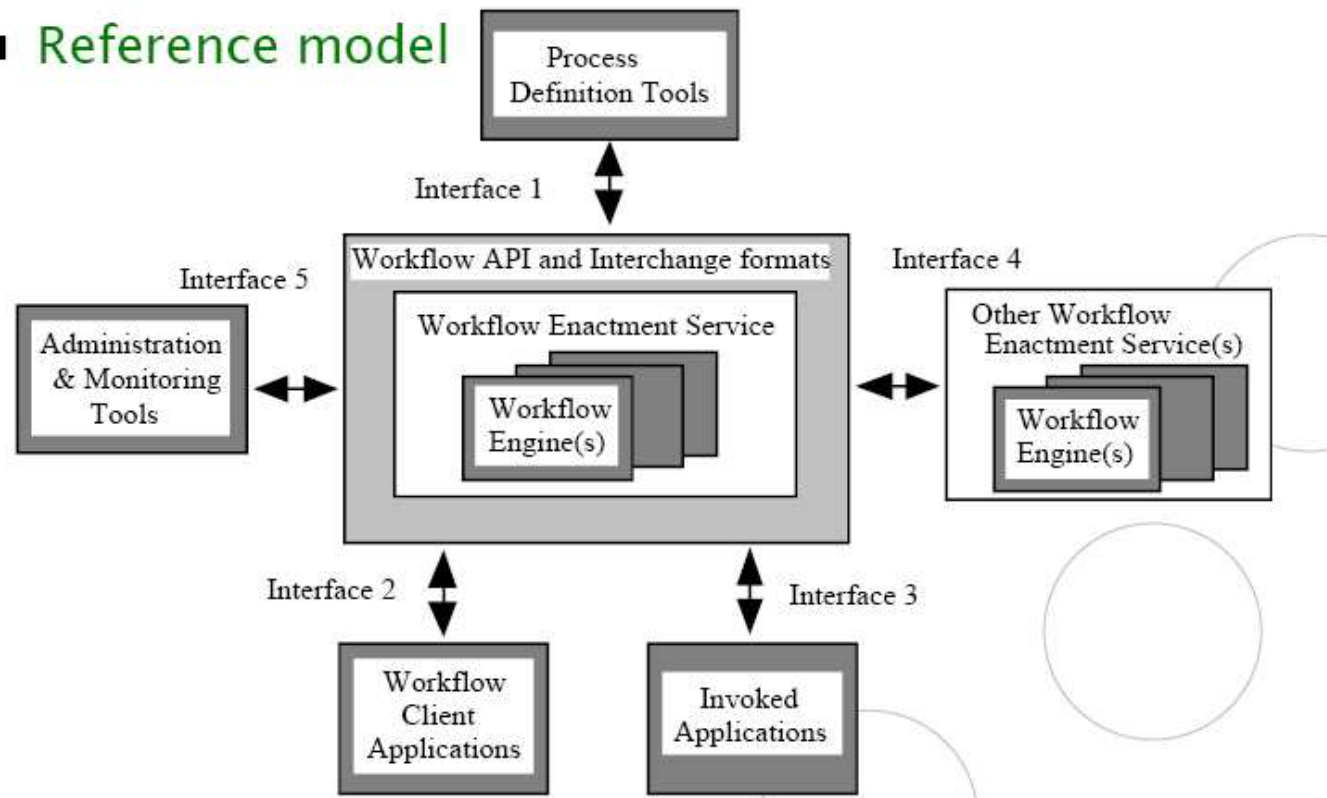 Reference model
Process
Definition Tools
Interface 1
Workflow API and Interchange formats
Interface 5
Interface 4
Administration
& Monitoring
Tools
Workflow Enactment Service
Workflow
Engine(s)
Other Workflow
Enactment Service(s)
Workflow
Engine(s)
Interface 2
Interface 3
Workflow
Client
Applications
Invoked
Applications